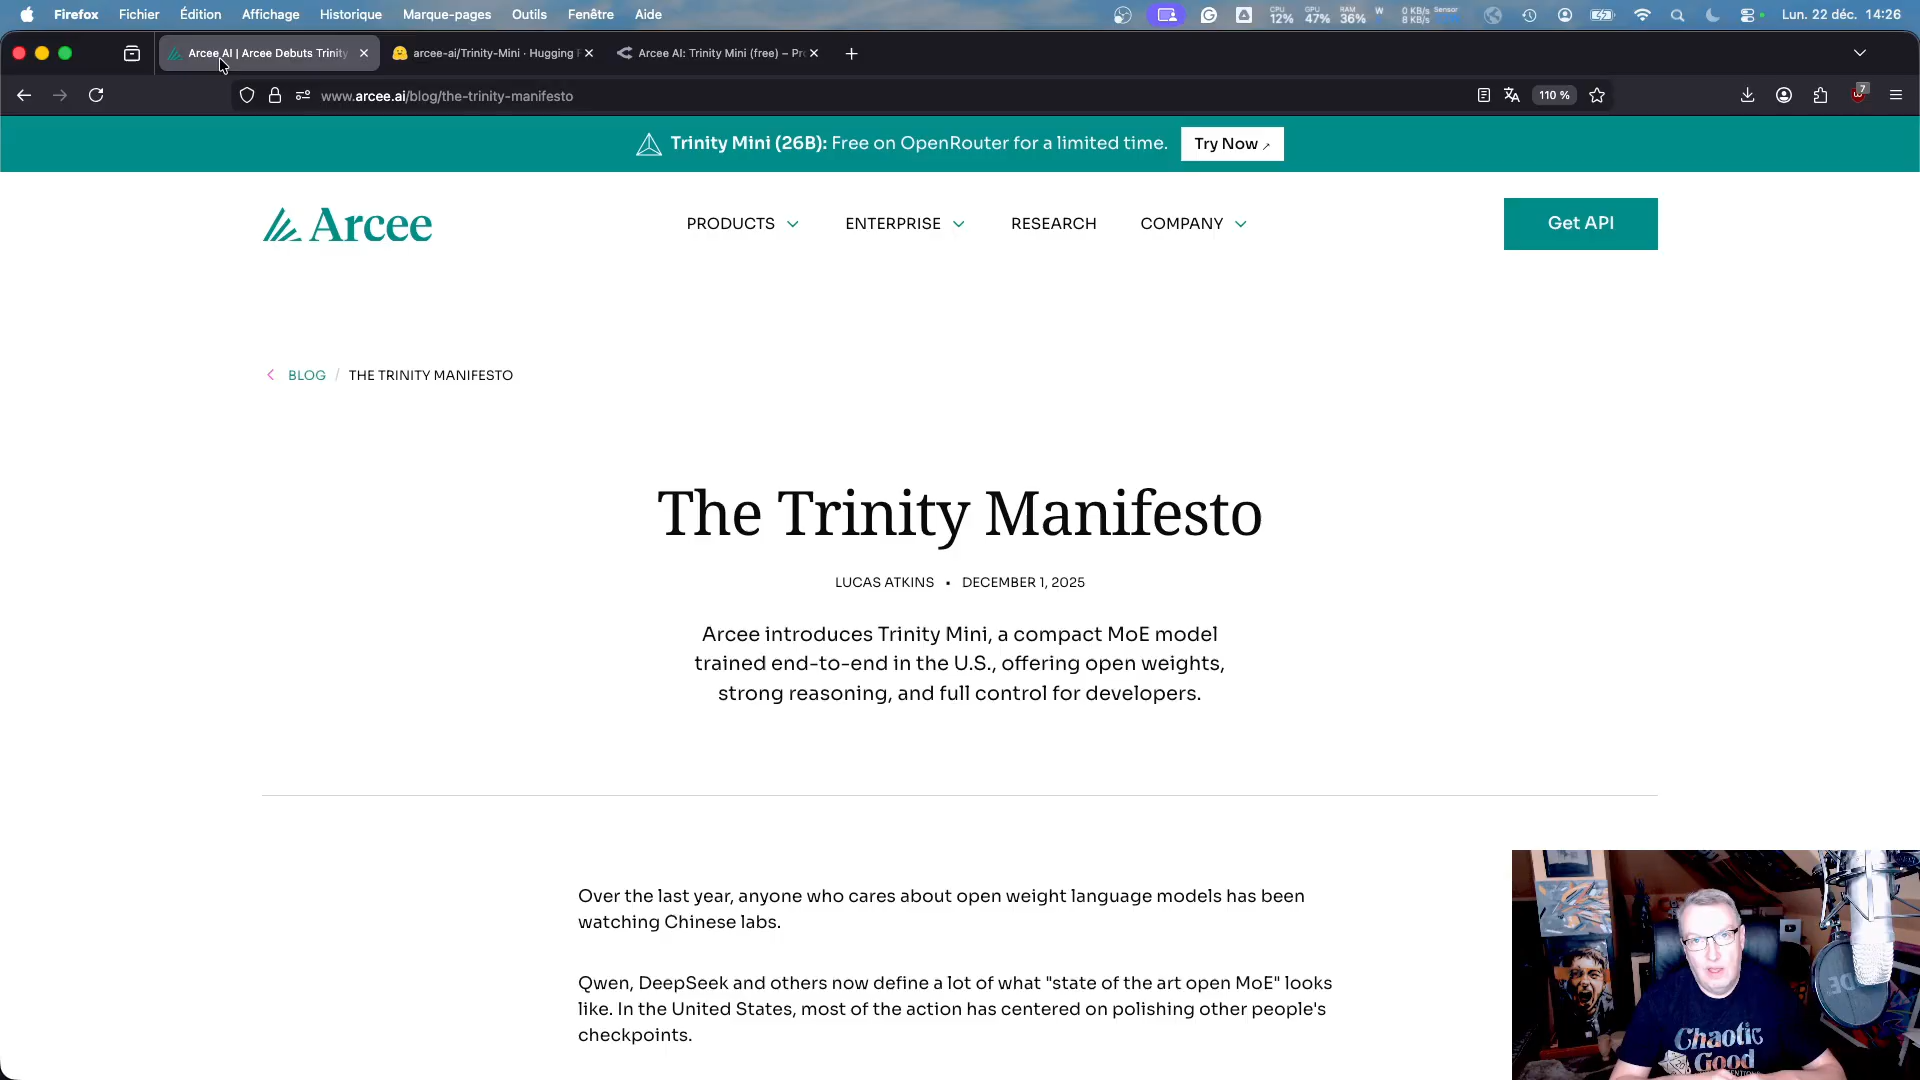 Firefox Fichier Édition Affichage Historique Marque-pages Outils Fenêtre Aide
CPU 12% GPU 47% RAM 36% W 0 KB/s 8 KB/s Sensor
Lun. 22 déc. 14:26
Arcee AI | Arcee Debuts Trinity
arcee-ai/Trinity-Mini · Hugging F
Arcee AI: Trinity Mini (free) – Pr
www.arcee.ai/blog/the-trinity-manifesto
110 %
7
Trinity Mini (26B): Free on OpenRouter for a limited time. Try Now ↗
Arcee
PRODUCTS ENTERPRISE RESEARCH COMPANY
Get API
BLOG / THE TRINITY MANIFESTO
The Trinity Manifesto
LUCAS ATKINS • DECEMBER 1, 2025
Arcee introduces Trinity Mini, a compact MoE model
trained end-to-end in the U.S., offering open weights,
strong reasoning, and full control for developers.
Over the last year, anyone who cares about open weight language models has been
watching Chinese labs.
Qwen, DeepSeek and others now define a lot of what "state of the art open MoE" looks
like. In the United States, most of the action has centered on polishing other people's
checkpoints.
Chaotic
Good